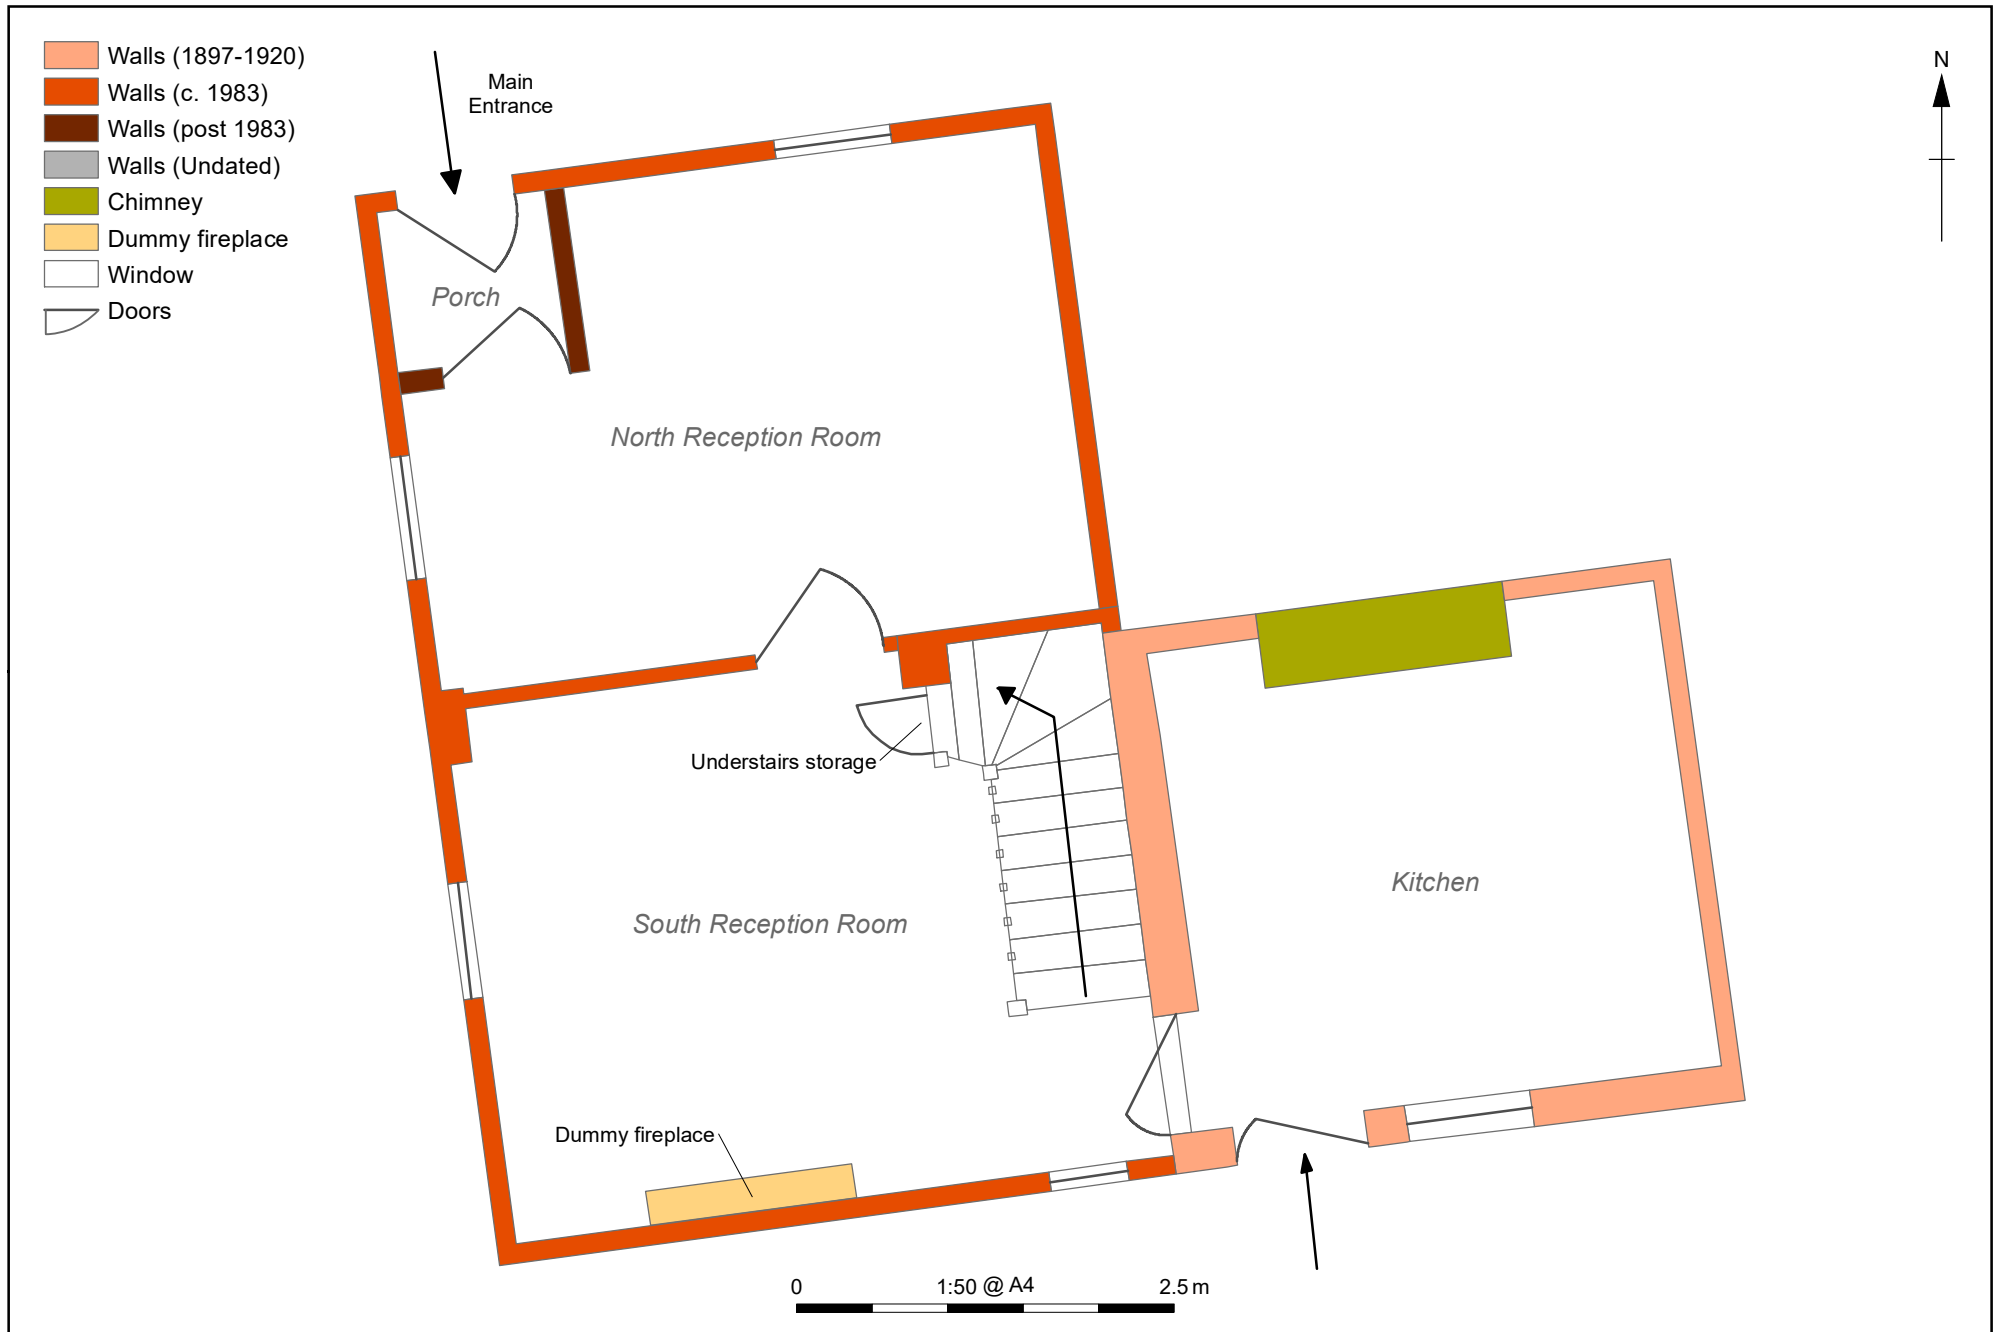 Walls (1897-1920)
Walls (c. 1983)
Walls (post 1983)
Walls (Undated)
Chimney
Dummy fireplace
Window
Doors
Main
Entrance
N
Porch
North Reception Room
Understairs storage
Kitchen
South Reception Room
Dummy fireplace
0 1:50 @ A4 2.5 m